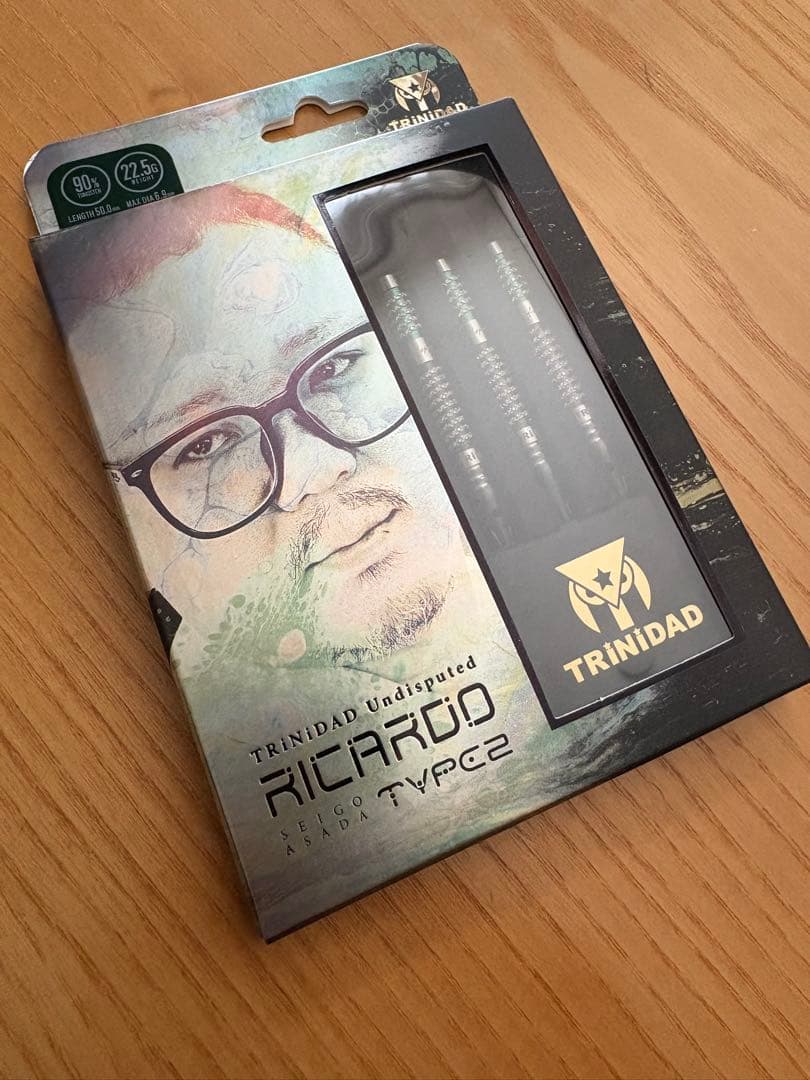 TRiNiDAD
90%
TUNGSTEN
22.5G
WEIGHT
LENGTH 50.0mm MAX DIA 6.9mm
TRiNiDAD
TRiNiDAD Undisputed
RICARDO
TYPE2
SEIGO
ASADA